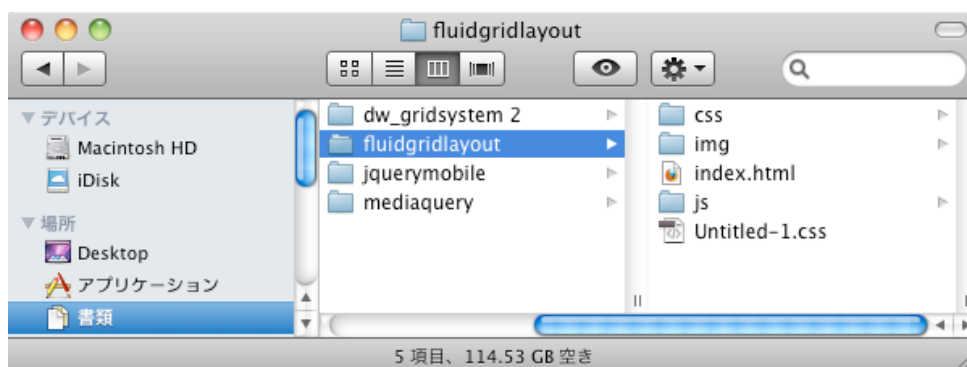 fluidgridlayout
デバイス
Macintosh HD
iDisk
場所
Desktop
アプリケーション
書類
dw_gridsystem 2
fluidgridlayout
jquerymobile
mediaquery
css
img
index.html
js
Untitled-1.css
5 項目、114.53 GB 空き